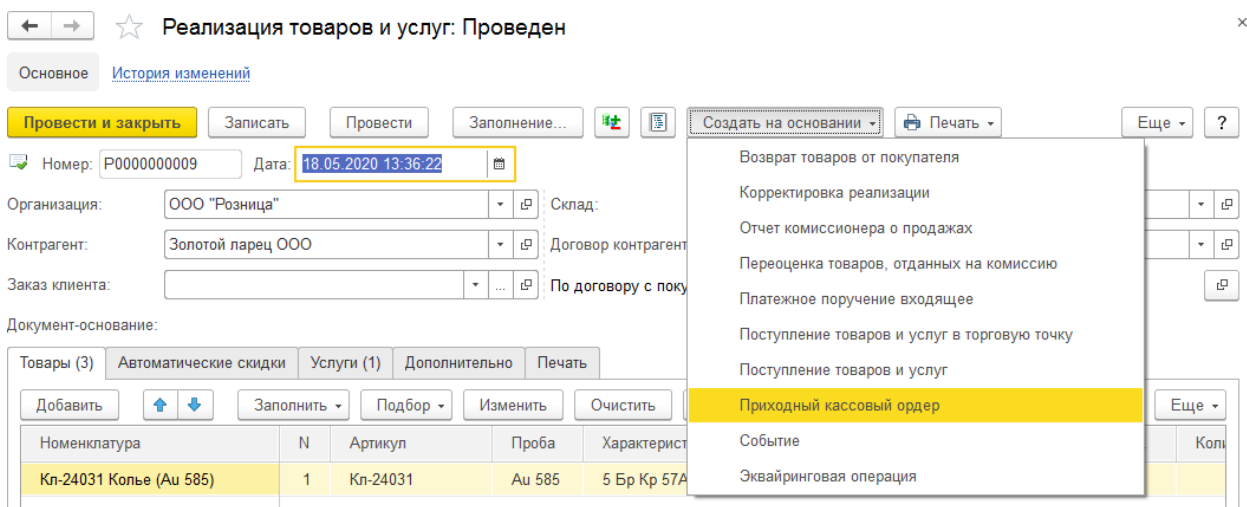 Реализация товаров и услуг: Проведен
Основное История изменений
Провести и закрыть Записать Провести Заполнение... Создать на основании Печать Еще ?
Номер: Р0000000009 Дата: 18.05.2020 13:36:22
Организация: ООО "Розница" Склад:
Контрагент: Золотой ларец ООО Договор контрагент
Заказ клиента: ... По договору с поку
Документ-основание:
Товары (3) Автоматические скидки Услуги (1) Дополнительно Печать
Добавить Заполнить Подбор Изменить Очистить Еще
Номенклатура N Артикул Проба Характерист Коли
Кл-24031 Колье (Au 585) 1 Кл-24031 Au 585 5 Бр Кр 57А
Возврат товаров от покупателя
Корректировка реализации
Отчет комиссионера о продажах
Переоценка товаров, отданных на комиссию
Платежное поручение входящее
Поступление товаров и услуг в торговую точку
Поступление товаров и услуг
Приходный кассовый ордер
Событие
Эквайринговая операция